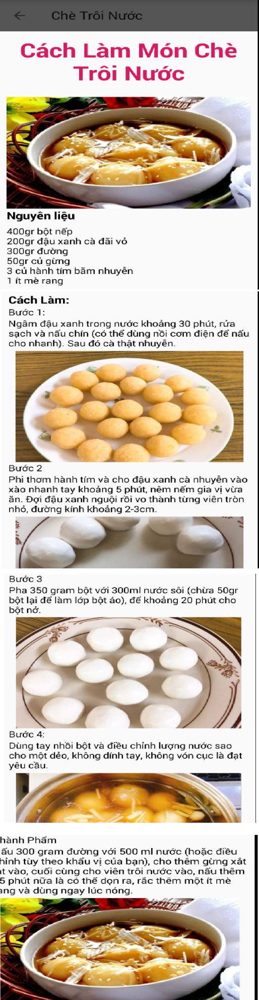 Chè Trôi Nước
Cách Làm Món Chè
Trôi Nước
Nguyên liệu
400gr bột nếp
200gr đậu xanh cà đãi vỏ
300gr đường
50gr củ gừng
3 củ hành tím băm nhuyễn
1 ít mè rang
Cách Làm:
Bước 1:
Ngâm đậu xanh trong nước khoảng 30 phút, rửa
sạch và nấu chín (có thể dùng nồi cơm điện để nấu
cho nhanh). Sau đó cà thật nhuyễn.
Bước 2
Phi thơm hành tím và cho đậu xanh cà nhuyễn vào
xào nhanh tay khoảng 5 phút, nêm nếm gia vị vừa
ăn. Đợi đậu xanh nguội rồi vo thành từng viên tròn
nhỏ, đường kính khoảng 2-3cm.
Bước 3
Pha 350 gram bột với 300ml nước sôi (chừa 50gr
bột lại để làm lớp bột áo), để khoảng 20 phút cho
bột nở.
Bước 4:
Dùng tay nhồi bột và điều chỉnh lượng nước sao
cho một dẻo, không dính tay, không vón cục là đạt
yêu cầu.
hành Phẩm
ấu 300 gram đường với 500 ml nước (hoặc điều
hỉnh tùy theo khẩu vị của bạn), cho thêm gừng xắt
t vào, cuối cùng cho viên trôi nước vào, nấu thêm
5 phút nữa là có thể dọn ra, rắc thêm một ít mè
ang và dùng ngay lúc nóng.